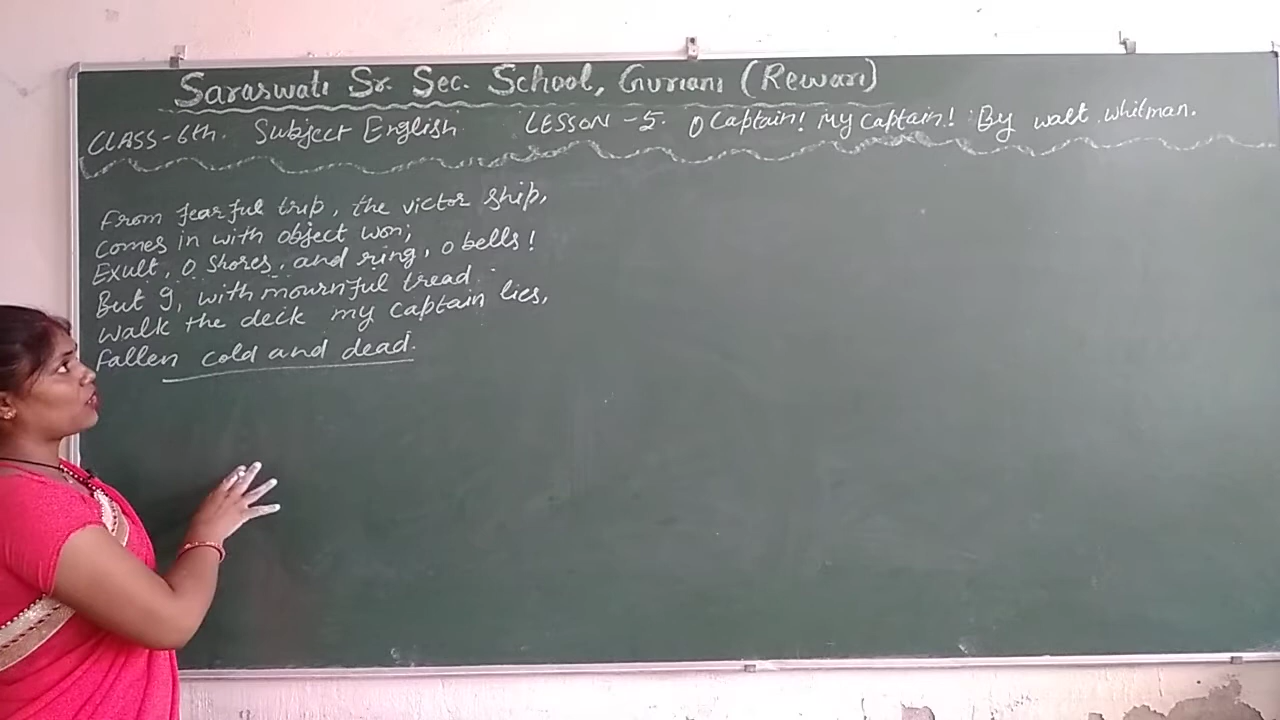 Saraswati Sr. Sec. School, Guriani (Rewari)
CLASS-6th. Subject English LESSON-5. O Captain! My Captain! : By walt whitman.
From fearful trip, the victor ship,
Comes in with object won;
Exult, O shores, and ring, O bells!
But I, with mournful tread.
Walk the deck my captain lies,
Fallen cold and dead.